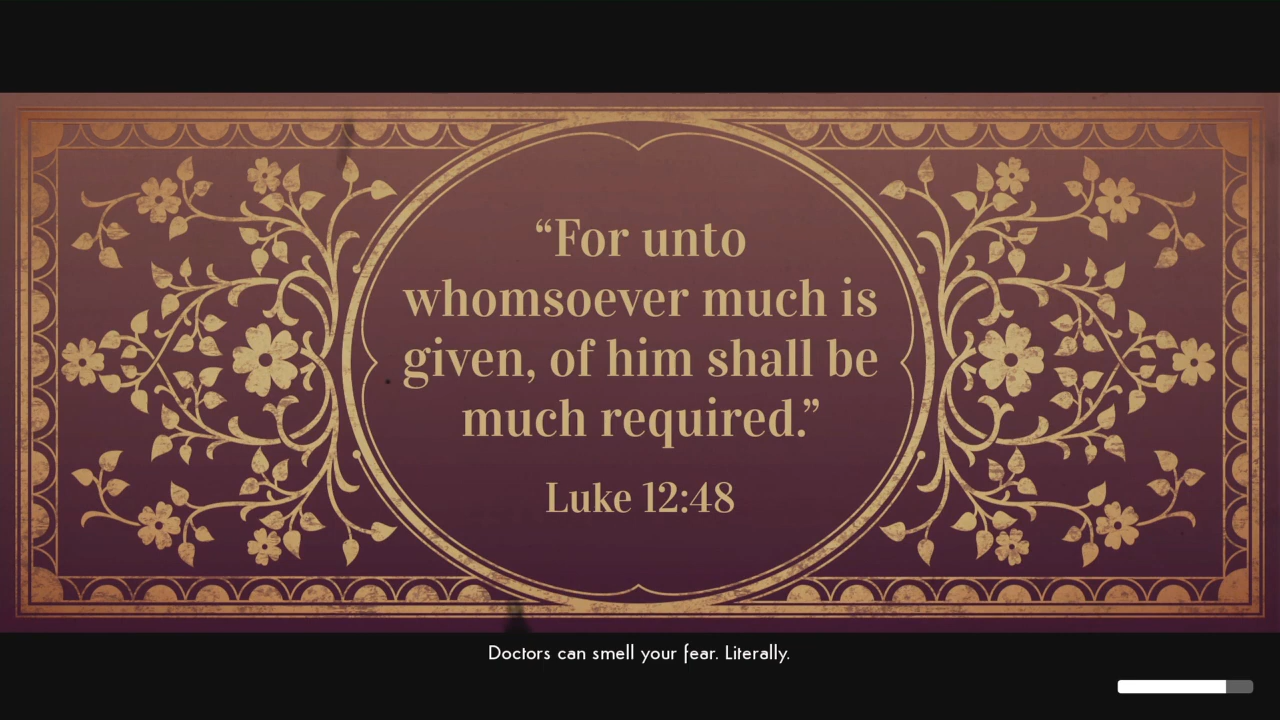 “For unto
whomsoever much is
given, of him shall be
much required.”
Luke 12:48
Doctors can smell your fear. Literally.